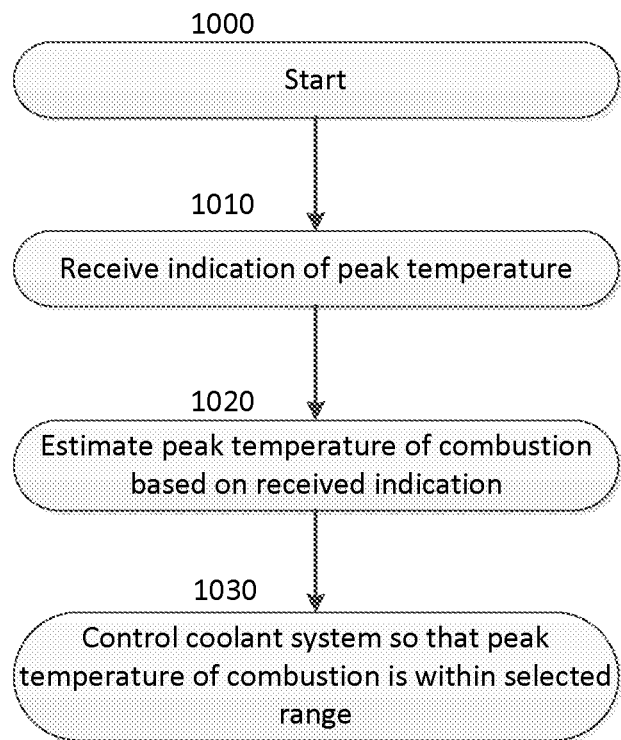 1000
Start
1010
Receive indication of peak temperature
1020
Estimate peak temperature of combustion
based on received indication
1030
Control coolant system so that peak
temperature of combustion is within selected
range